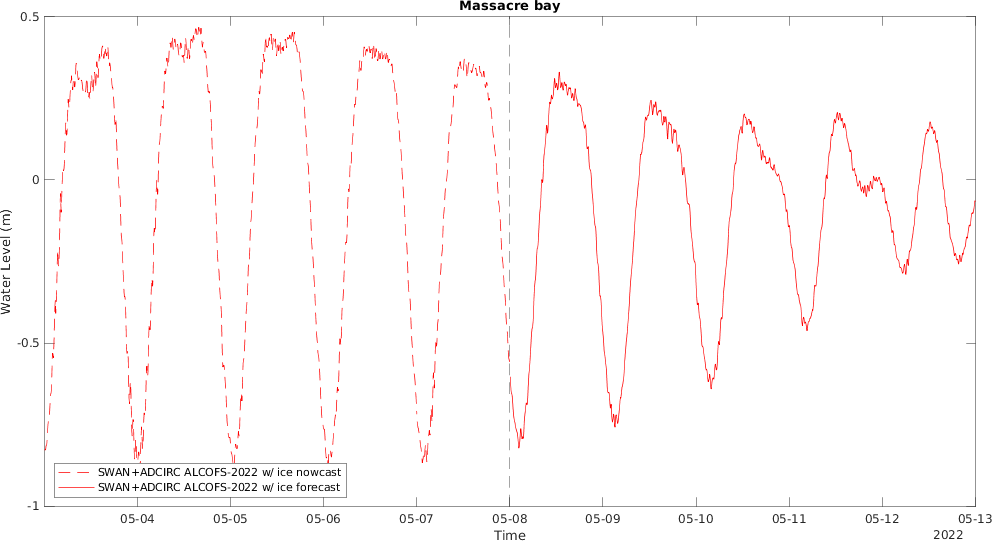 Massacre bay
0.5
0
-0.5
-1
Water Level (m)
SWAN+ADCIRC ALCOFS-2022 w/ ice nowcast
SWAN+ADCIRC ALCOFS-2022 w/ ice forecast
05-04 05-05 05-06 05-07 05-08 05-09 05-10 05-11 05-12 05-13
Time
2022